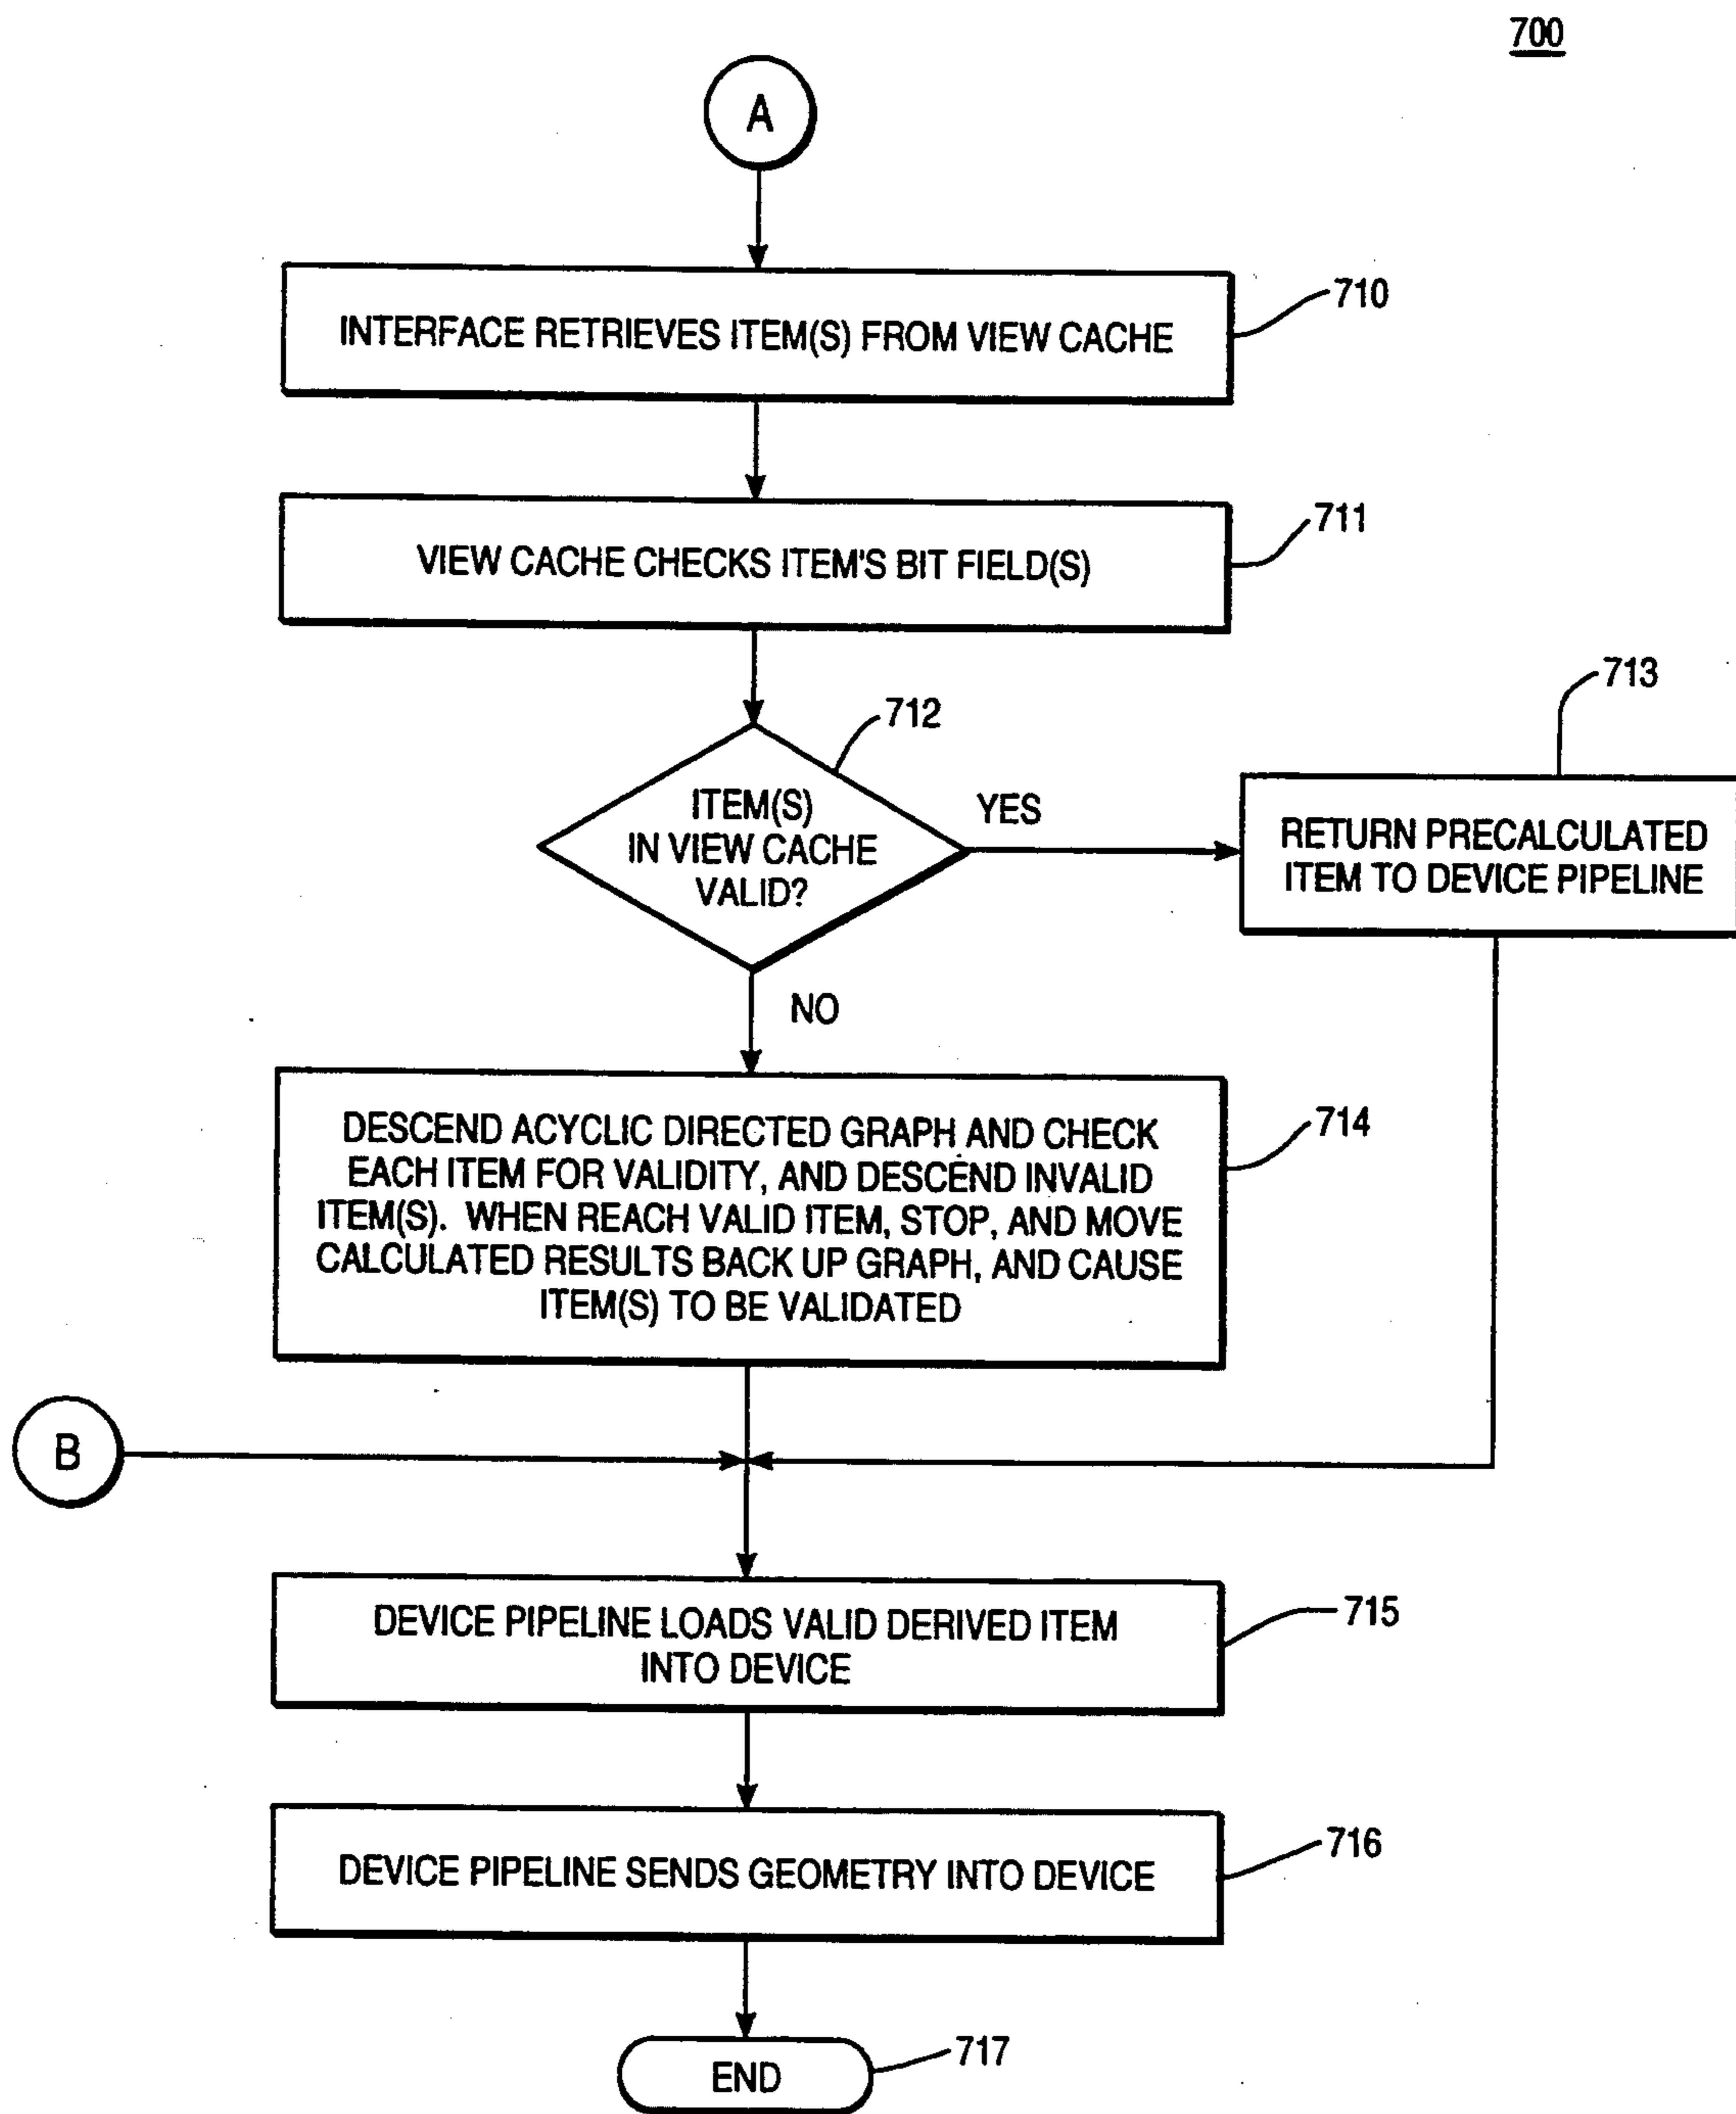 700
A
INTERFACE RETRIEVES ITEM(S) FROM VIEW CACHE
710
VIEW CACHE CHECKS ITEM'S BIT FIELD(S)
711
712
ITEM(S)
IN VIEW CACHE
VALID?
YES
713
RETURN PRECALCULATED
ITEM TO DEVICE PIPELINE
NO
DESCEND ACYCLIC DIRECTED GRAPH AND CHECK
EACH ITEM FOR VALIDITY, AND DESCEND INVALID
ITEM(S). WHEN REACH VALID ITEM, STOP, AND MOVE
CALCULATED RESULTS BACK UP GRAPH, AND CAUSE
ITEM(S) TO BE VALIDATED
714
B
DEVICE PIPELINE LOADS VALID DERIVED ITEM
INTO DEVICE
715
DEVICE PIPELINE SENDS GEOMETRY INTO DEVICE
716
END
717